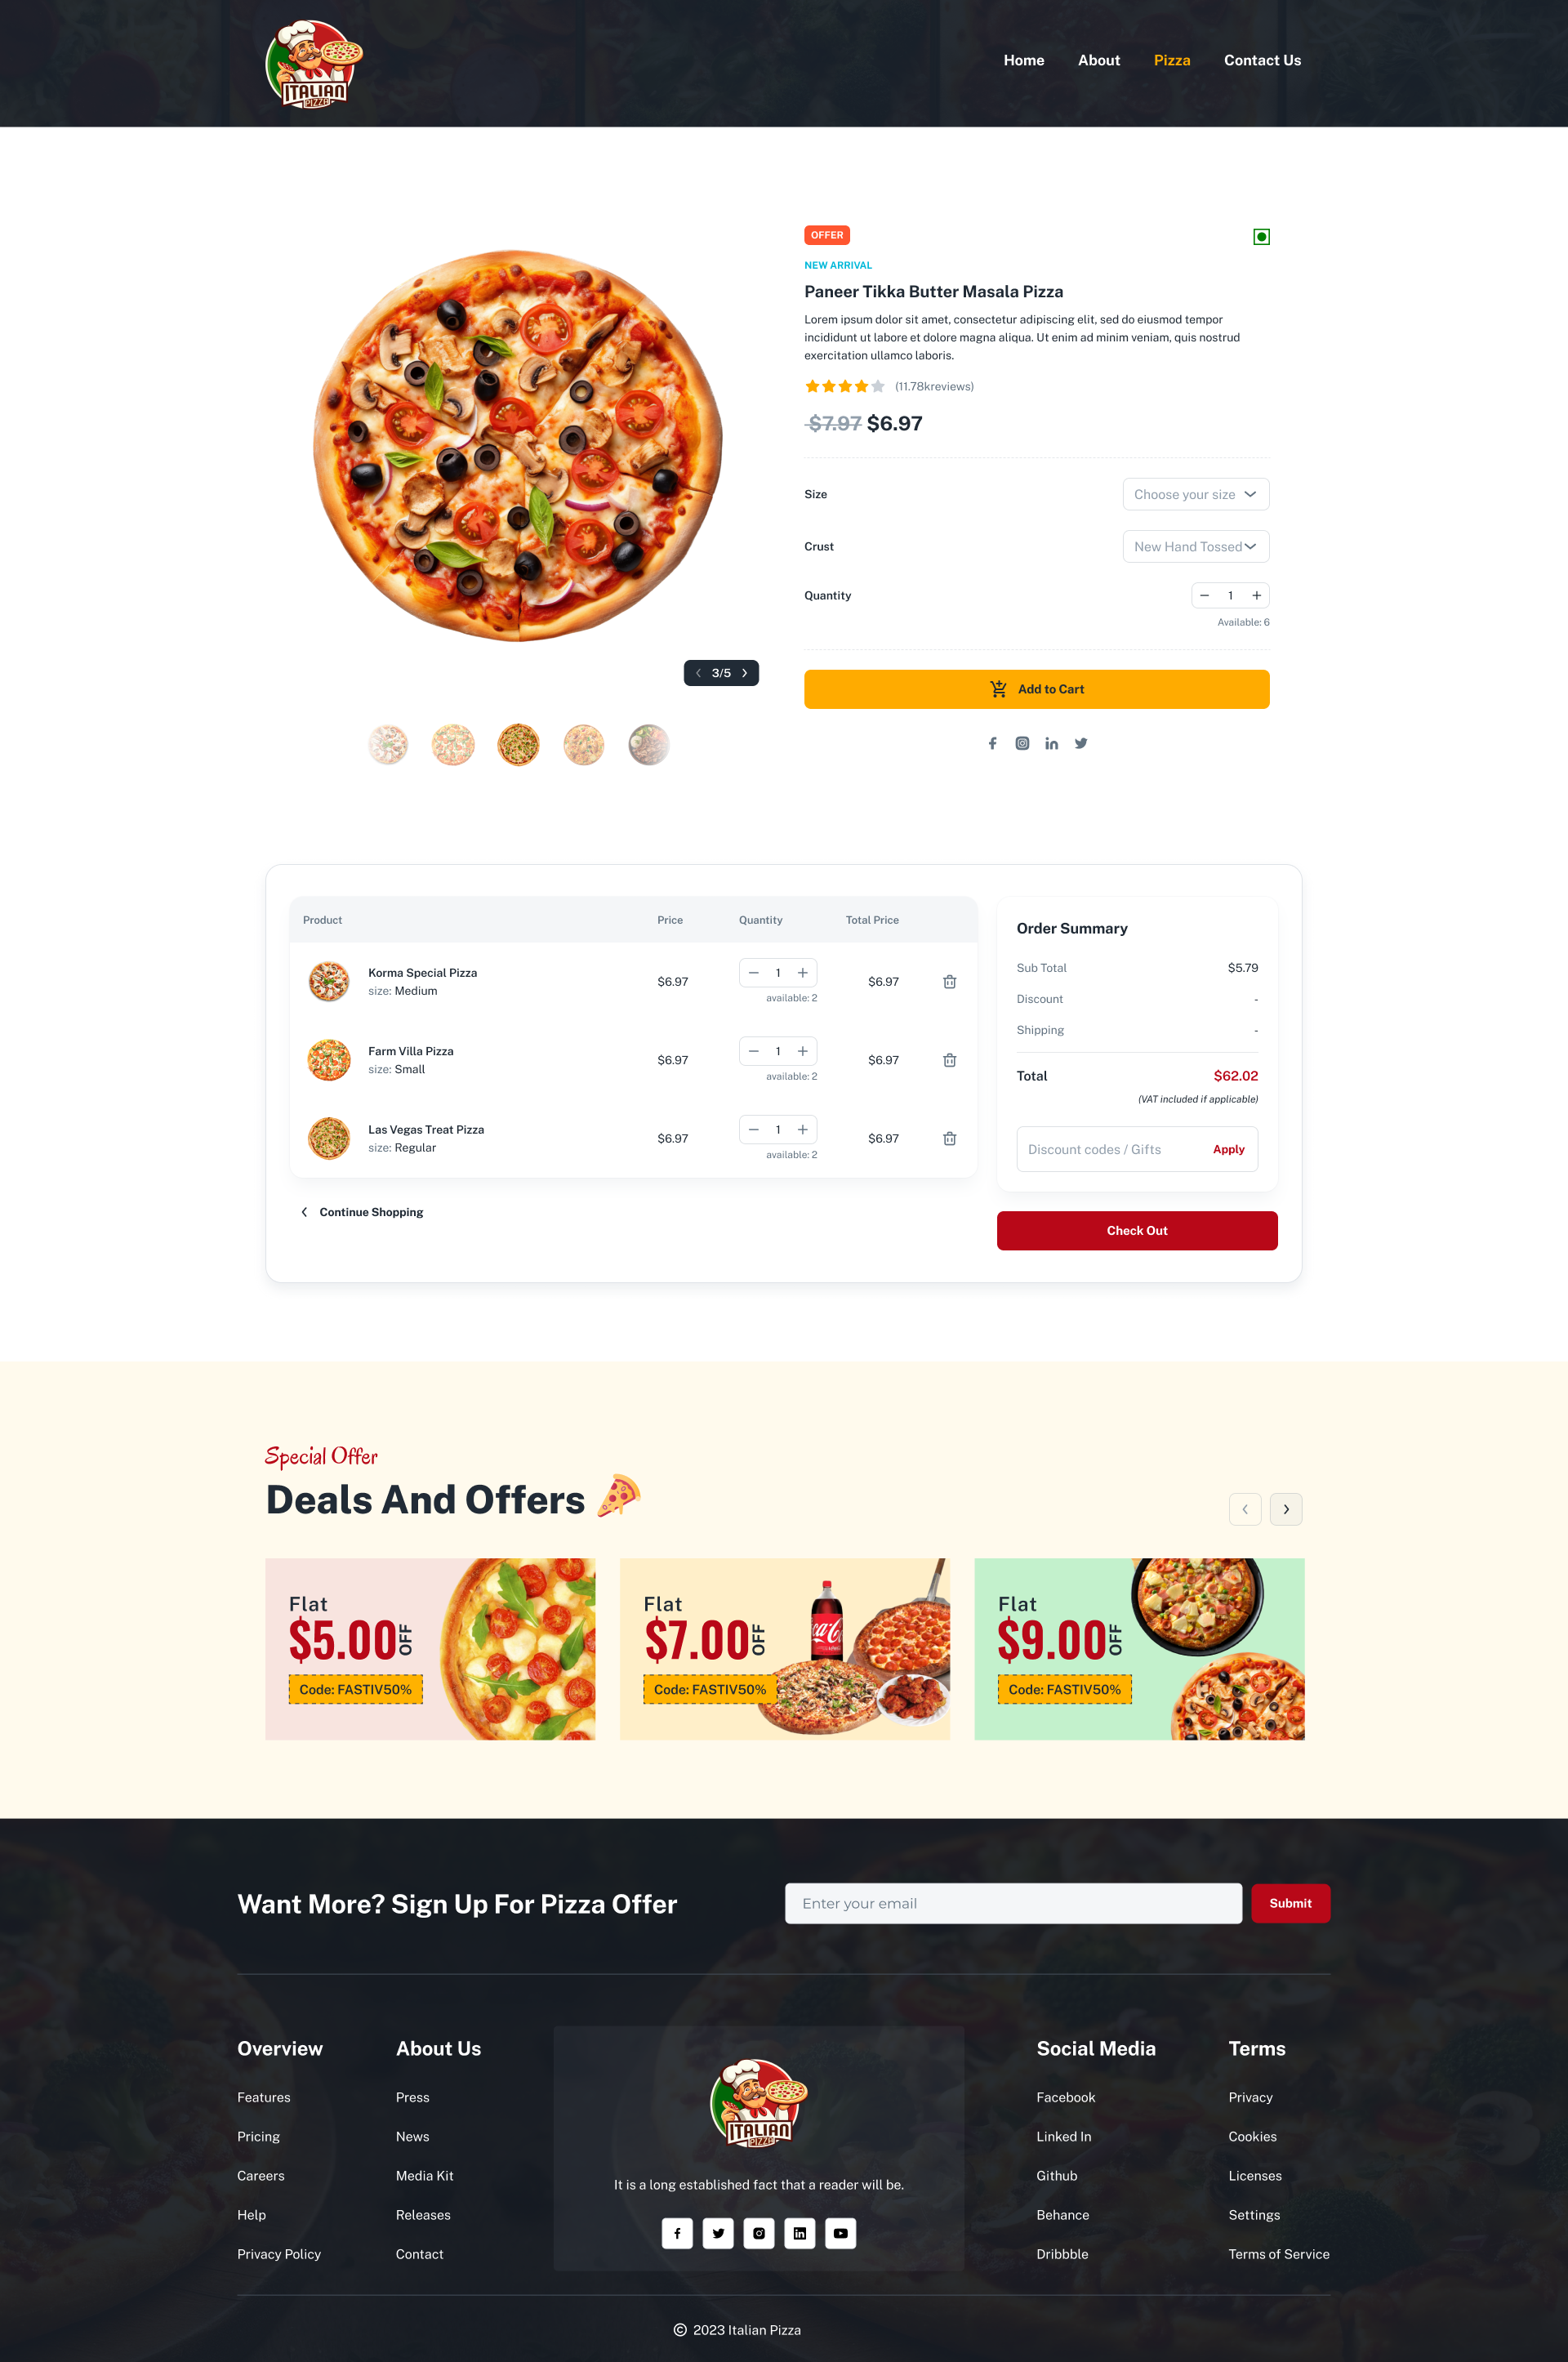 ITALIAN
PIZZA
Home
About
Pizza
Contact Us
OFFER
NEW ARRIVAL
Paneer Tikka Butter Masala Pizza
Lorem ipsum dolor sit amet, consectetur adipiscing elit, sed do eiusmod tempor
incididunt ut labore et dolore magna aliqua. Ut enim ad minim veniam, quis nostrud
exercitation ullamco laboris.
(11.78kreviews)
$7.97 $6.97
Size
Choose your size
Crust
New Hand Tossed
Quantity
1
Available: 6
3/5
Add to Cart
Product
Price
Quantity
Total Price
Korma Special Pizza
size: Medium
$6.97
1
available: 2
$6.97
Farm Villa Pizza
size: Small
$6.97
1
available: 2
$6.97
Las Vegas Treat Pizza
size: Regular
$6.97
1
available: 2
$6.97
Continue Shopping
Order Summary
Sub Total
$5.79
Discount
-
Shipping
-
Total
$62.02
(VAT included if applicable)
Discount codes / Gifts
Apply
Check Out
Special Offer
Deals And Offers
Flat
$5.00
OFF
Code: FASTIV50%
Flat
$7.00
OFF
Code: FASTIV50%
Flat
$9.00
OFF
Code: FASTIV50%
Want More? Sign Up For Pizza Offer
Enter your email
Submit
Overview
Features
Pricing
Careers
Help
Privacy Policy
About Us
Press
News
Media Kit
Releases
Contact
ITALIAN
PIZZA
It is a long established fact that a reader will be.
Social Media
Facebook
Linked In
Github
Behance
Dribbble
Terms
Privacy
Cookies
Licenses
Settings
Terms of Service
© 2023 Italian Pizza